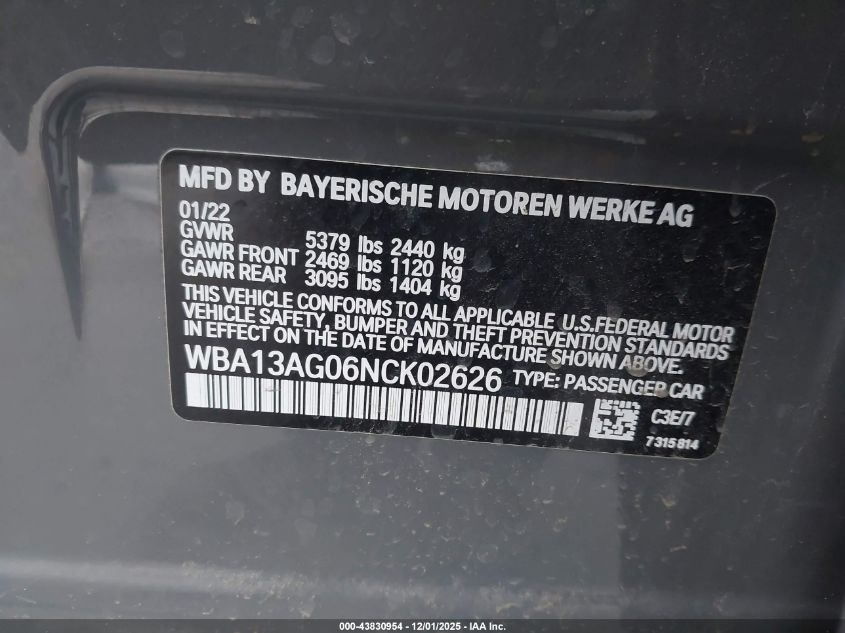 MFD BY BAYERISCHE MOTOREN WERKE AG
01/22
GVWR 5379 lbs 2440 kg
GAWR FRONT 2469 lbs 1120 kg
GAWR REAR 3095 lbs 1404 kg
THIS VEHICLE CONFORMS TO ALL APPLICABLE U.S.FEDERAL MOTOR
VEHICLE SAFETY, BUMPER AND THEFT PREVENTION STANDARDS
IN EFFECT ON THE DATE OF MANUFACTURE SHOWN ABOVE.
WBA13AG06NCK02626 TYPE: PASSENGER CAR
C3E/7
7 315 814
000-43830954 - 12/01/2025 - IAA Inc.